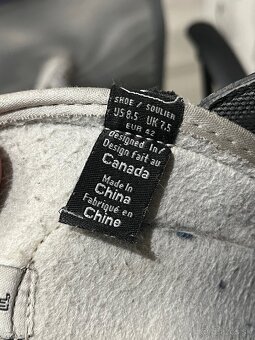 SHOE / SOULIER
US 8.5 UK 7.5
EUR 42
Designed in/
Design fait au
Canada
Made in
China
Fabriqué en
Chine